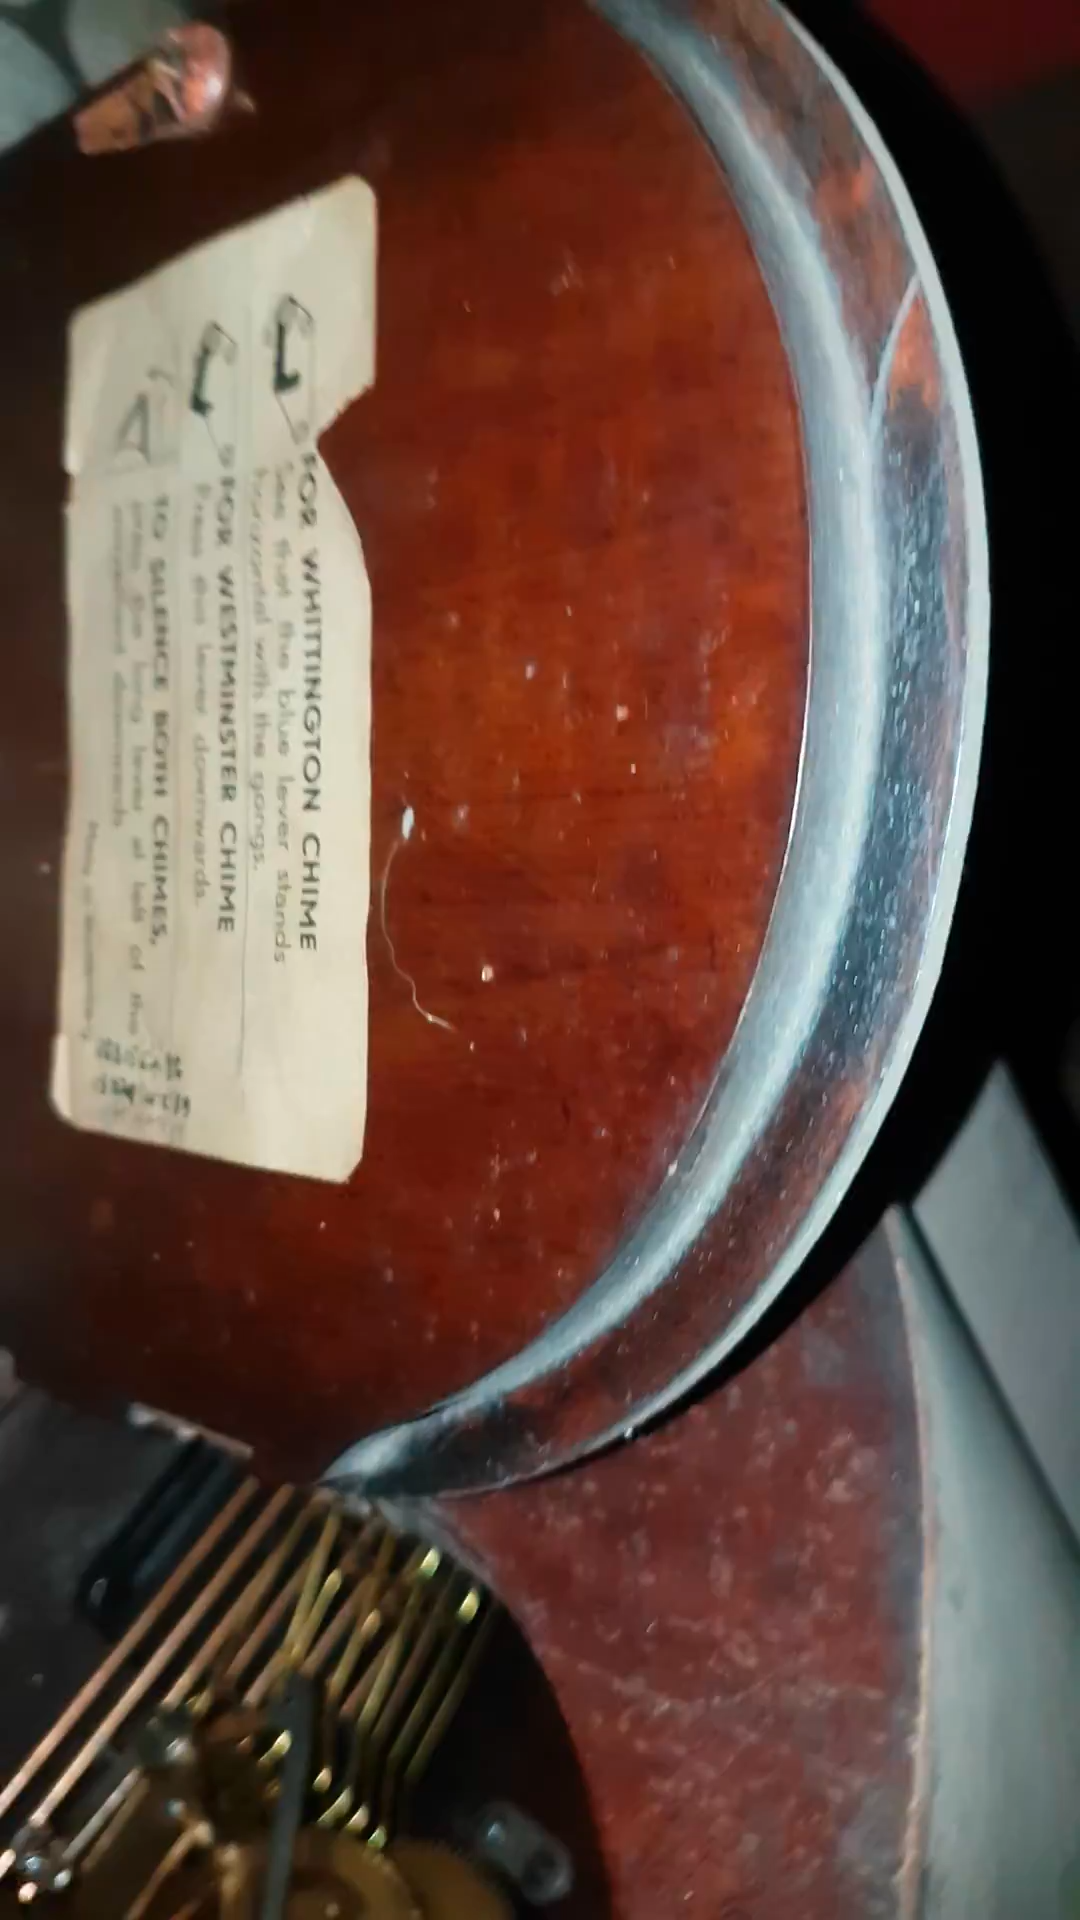 FOR WHITTINGTON CHIME
See that the blue lever stands
horizontal with the gongs.
FOR WESTMINSTER CHIME
Press this lever downwards.
TO SILENCE BOTH CHIMES,
press the long lever at left of the
movement downwards